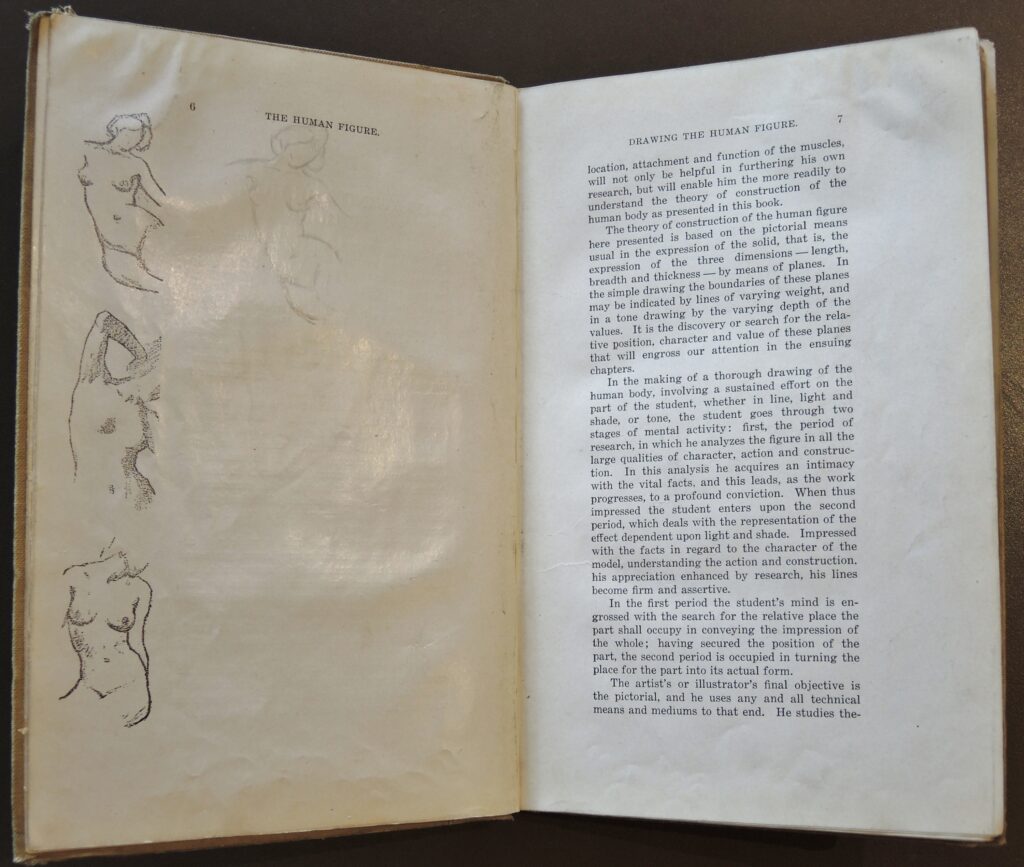 6
THE HUMAN FIGURE.
DRAWING THE HUMAN FIGURE. 7
location, attachment and function of the muscles,
will not only be helpful in furthering his own
research, but will enable him the more readily to
understand the theory of construction of the
human body as presented in this book.
The theory of construction of the human figure
here presented is based on the pictorial means
usual in the expression of the solid, that is, the
expression of the three dimensions — length,
breadth and thickness — by means of planes. In
the simple drawing the boundaries of these planes
may be indicated by lines of varying weight, and
in a tone drawing by the varying depth of the
values. It is the discovery or search for the rela-
tive position, character and value of these planes
that will engross our attention in the ensuing
chapters.
In the making of a thorough drawing of the
human body, involving a sustained effort on the
part of the student, whether in line, light and
shade, or tone, the student goes through two
stages of mental activity: first, the period of
research, in which he analyzes the figure in all the
large qualities of character, action and construc-
tion. In this analysis he acquires an intimacy
with the vital facts, and this leads, as the work
progresses, to a profound conviction. When thus
impressed the student enters upon the second
period, which deals with the representation of the
effect dependent upon light and shade. Impressed
with the facts in regard to the character of the
model, understanding the action and construction,
his appreciation enhanced by research, his lines
become firm and assertive.
In the first period the student's mind is en-
grossed with the search for the relative place the
part shall occupy in conveying the impression of
the whole; having secured the position of the
part, the second period is occupied in turning the
place for the part into its actual form.
The artist's or illustrator's final objective is
the pictorial, and he uses any and all technical
means and mediums to that end. He studies the-